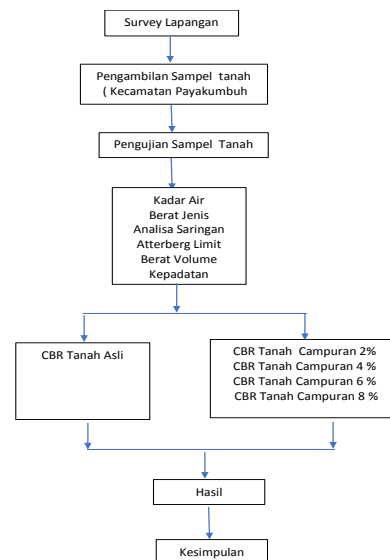 Survey Lapangan
Pengambilan Sampel tanah
( Kecamatan Payakumbuh
Pengujian Sampel Tanah
Kadar Air
Berat Jenis
Analisa Saringan
Atterberg Limit
Berat Volume
Kepadatan
CBR Tanah Asli
CBR Tanah Campuran 2%
CBR Tanah Campuran 4 %
CBR Tanah Campuran 6 %
CBR Tanah Campuran 8 %
Hasil
Kesimpulan